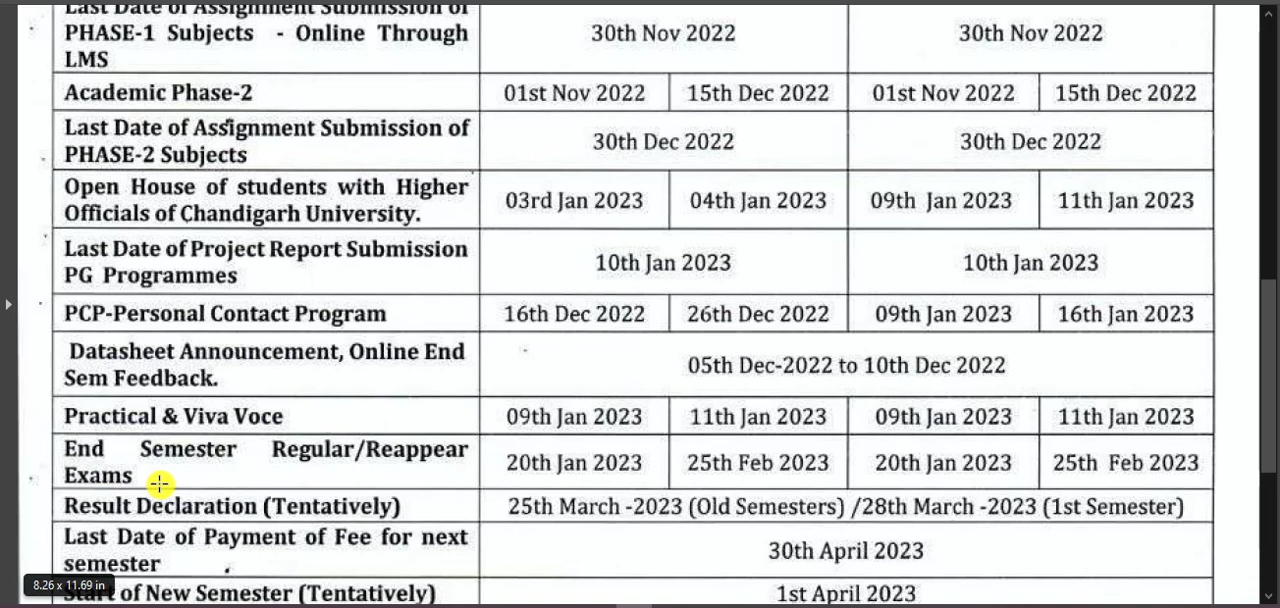 Last Date of Assignment Submission of
PHASE-1 Subjects - Online Through
LMS
30th Nov 2022
30th Nov 2022
Academic Phase-2
01st Nov 2022
15th Dec 2022
01st Nov 2022
15th Dec 2022
Last Date of Assignment Submission of
PHASE-2 Subjects
30th Dec 2022
30th Dec 2022
Open House of students with Higher
Officials of Chandigarh University.
03rd Jan 2023
04th Jan 2023
09th Jan 2023
11th Jan 2023
Last Date of Project Report Submission
PG Programmes
10th Jan 2023
10th Jan 2023
PCP-Personal Contact Program
16th Dec 2022
26th Dec 2022
09th Jan 2023
16th Jan 2023
Datasheet Announcement, Online End
Sem Feedback.
05th Dec-2022 to 10th Dec 2022
Practical & Viva Voce
09th Jan 2023
11th Jan 2023
09th Jan 2023
11th Jan 2023
End Semester Regular/Reappear
Exams
20th Jan 2023
25th Feb 2023
20th Jan 2023
25th Feb 2023
Result Declaration (Tentatively)
25th March -2023 (Old Semesters) /28th March -2023 (1st Semester)
Last Date of Payment of Fee for next
semester
30th April 2023
8.26 x 11.69 in
Start of New Semester (Tentatively)
1st April 2023